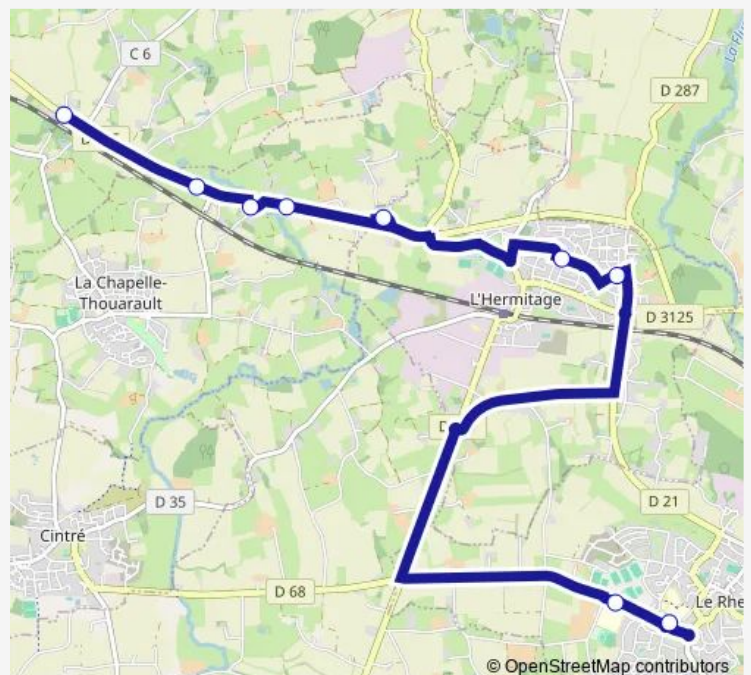 C 6
D 287
La Chapelle-
Thouarault
L'Hermitage
D 3125
D 35
D 21
Cintré
D 68
Le Rhe
© OpenStreetMap contributors